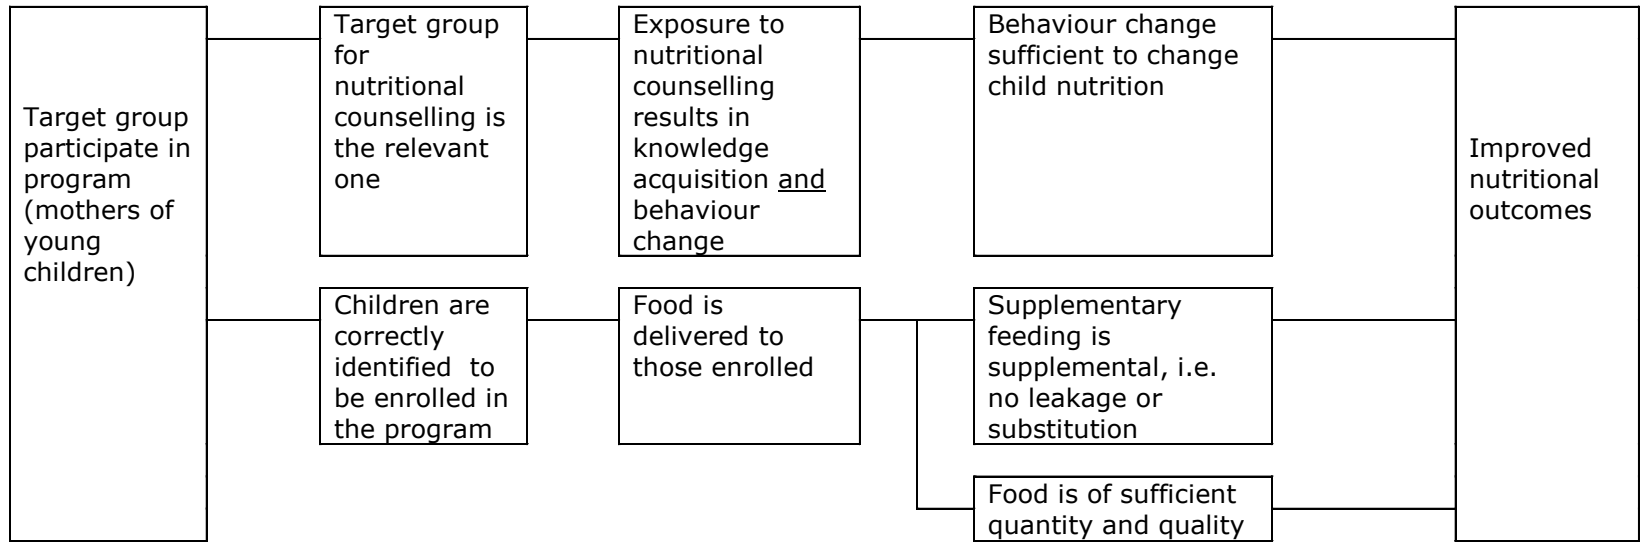 Target group
participate in
program
(mothers of
young
children)
Target group
for
nutritional
counselling is
the relevant
one
Exposure to
nutritional
counselling
results in
knowledge
acquisition and
behaviour
change
Behaviour change
sufficient to change
child nutrition
Children are
correctly
identified  to
be enrolled in
the program
Food is
delivered to
those enrolled
Supplementary
feeding is
supplemental, i.e.
no leakage or
substitution
Food is of sufficient
quantity and quality
Improved
nutritional
outcomes